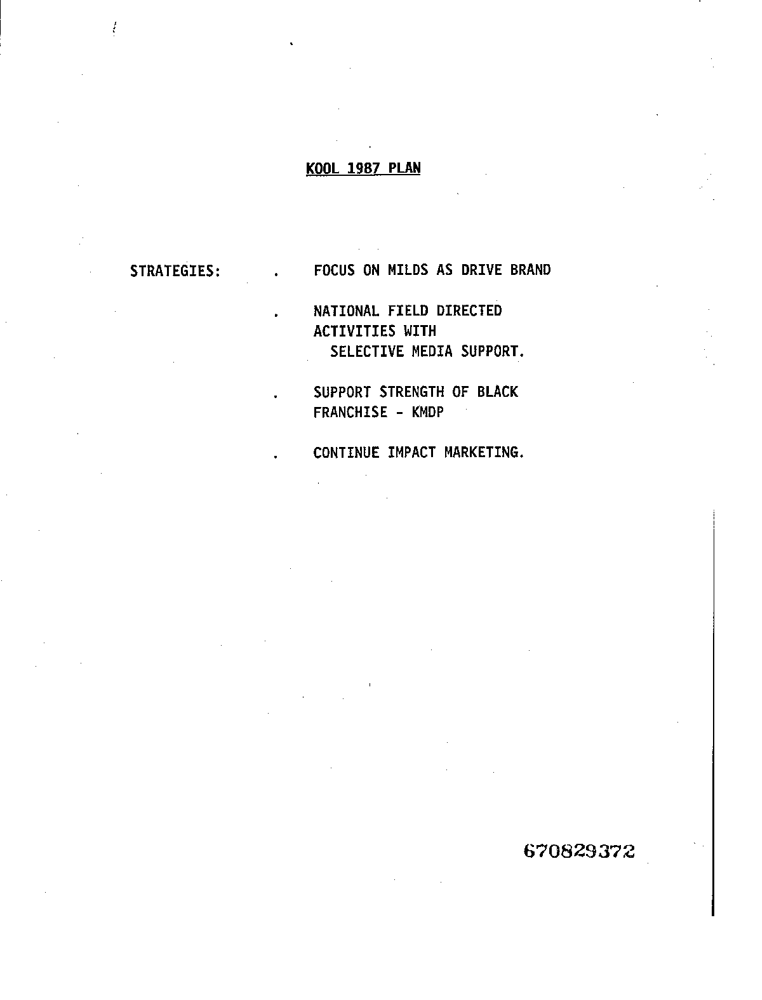 KOOL 1987 PLAN
STRATEGIES: . FOCUS ON MILDS AS DRIVE BRAND
. NATIONAL FIELD DIRECTED
ACTIVITIES WITH
SELECTIVE MEDIA SUPPORT.
. SUPPORT STRENGTH OF BLACK
FRANCHISE - KMDP
. CONTINUE IMPACT MARKETING.
670829372